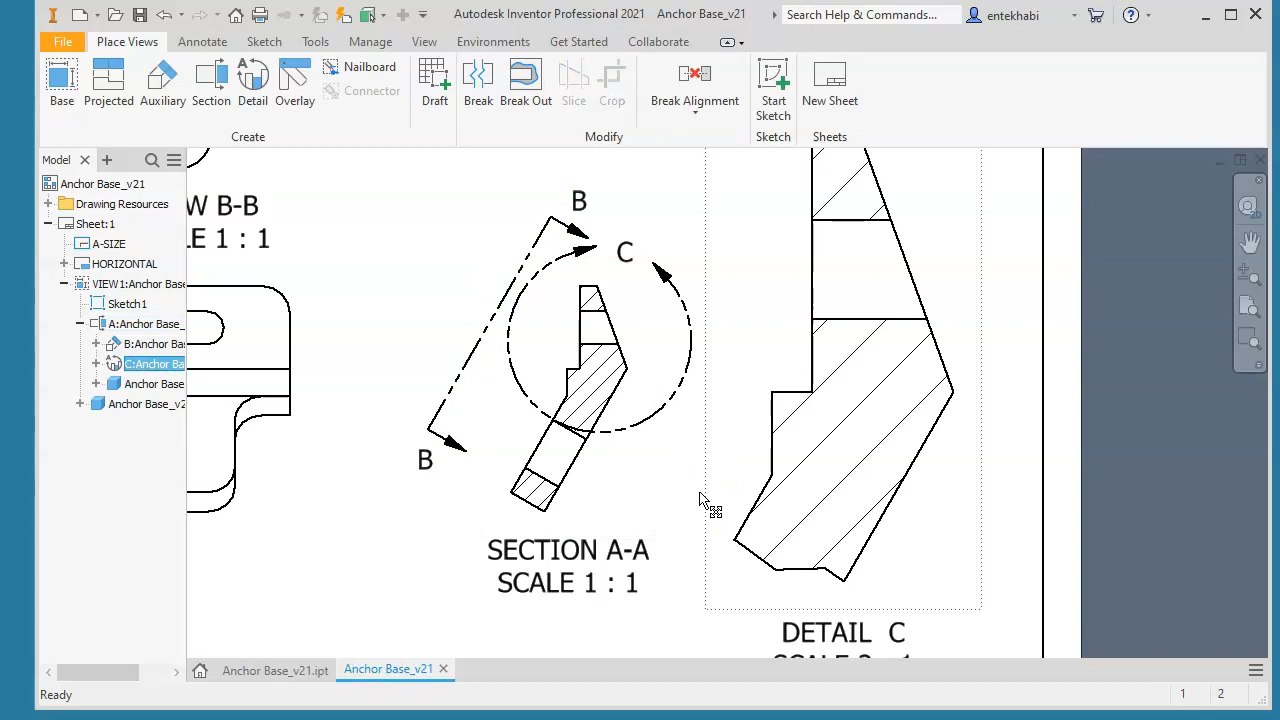 Autodesk Inventor Professional 2021 Anchor Base_v21
Search Help & Commands...
entekhabi
File Place Views Annotate Sketch Tools Manage View Environments Get Started Collaborate
Base
Projected
Auxiliary
Section
Detail
Overlay
Nailboard
Connector
Draft
Break
Break Out
Slice
Crop
Break Alignment
Start
Sketch
New Sheet
Create
Modify
Sketch
Sheets
Model
Anchor Base_v21
Drawing Resources
Sheet:1
A-SIZE
HORIZONTAL
VIEW1:Anchor Base
Sketch1
A:Anchor Base_
B:Anchor Ba
C:Anchor Ba
Anchor Base
Anchor Base_v2
W B-B
LE 1 : 1
B
C
B
SECTION A-A
SCALE 1 : 1
DETAIL C
Anchor Base_v21.ipt
Anchor Base_v21
Ready
1
2